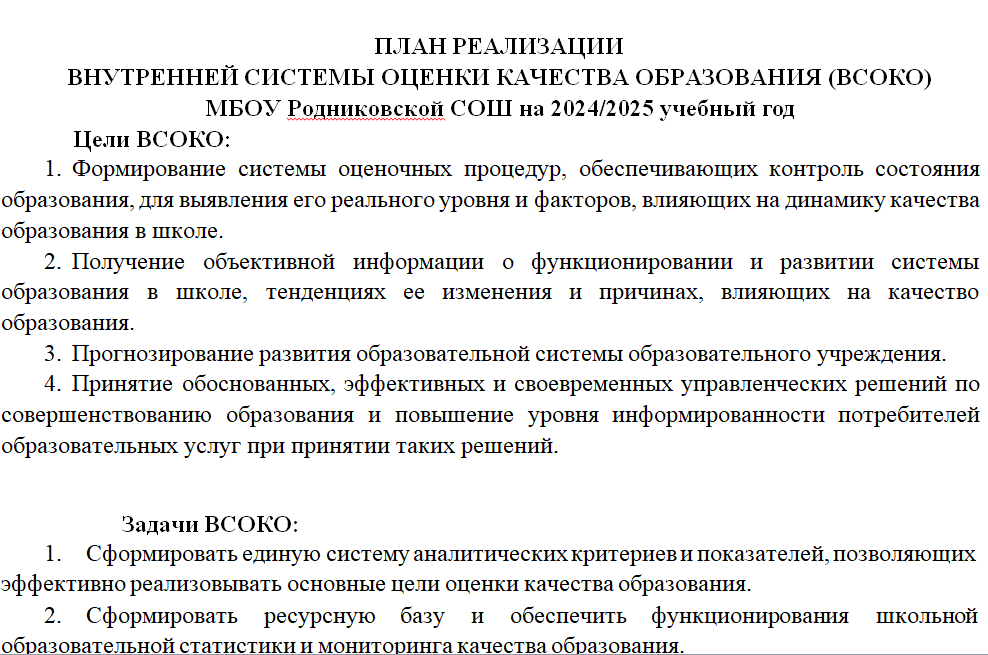 ПЛАН РЕАЛИЗАЦИИ
ВНУТРЕННЕЙ СИСТЕМЫ ОЦЕНКИ КАЧЕСТВА ОБРАЗОВАНИЯ (ВСОКО)
МБОУ Родниковской СОШ на 2024/2025 учебный год
Цели ВСОКО:
1. Формирование системы оценочных процедур, обеспечивающих контроль состояния
образования, для выявления его реального уровня и факторов, влияющих на динамику качества
образования в школе.
2. Получение объективной информации о функционировании и развитии системы
образования в школе, тенденциях ее изменения и причинах, влияющих на качество
образования.
3. Прогнозирование развития образовательной системы образовательного учреждения.
4. Принятие обоснованных, эффективных и своевременных управленческих решений по
совершенствованию образования и повышение уровня информированности потребителей
образовательных услуг при принятии таких решений.
Задачи ВСОКО:
1. Сформировать единую систему аналитических критериев и показателей, позволяющих
эффективно реализовывать основные цели оценки качества образования.
2. Сформировать ресурсную базу и обеспечить функционирования школьной
образовательной статистики и мониторинга качества образования.